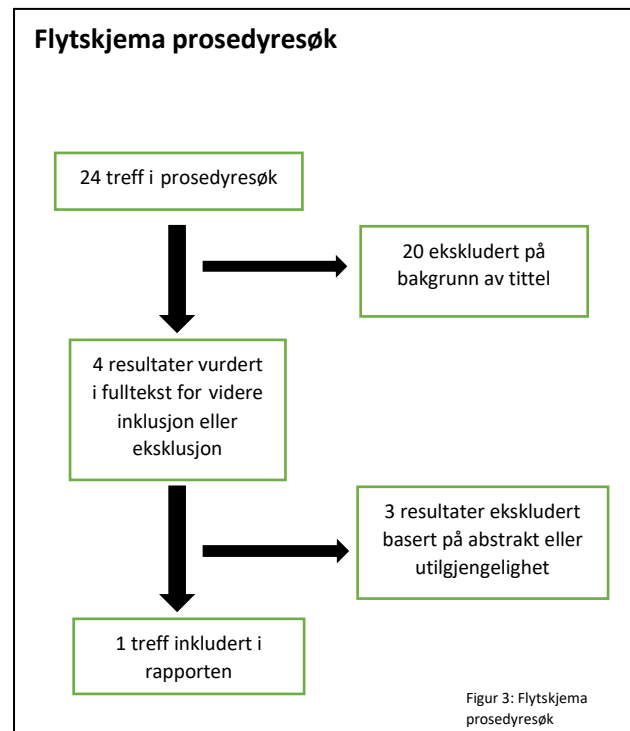 Flytskjema prosedyresøk
24 treff i prosedyresøk
20 ekskludert på
bakgrunn av tittel
4 resultater vurdert
i fulltekst for videre
inklusjon eller
eksklusjon
3 resultater ekskludert
basert på abstrakt eller
utilgjengelighet
1 treff inkludert i
rapporten
Figur 3: Flytskjema
prosedyresøk